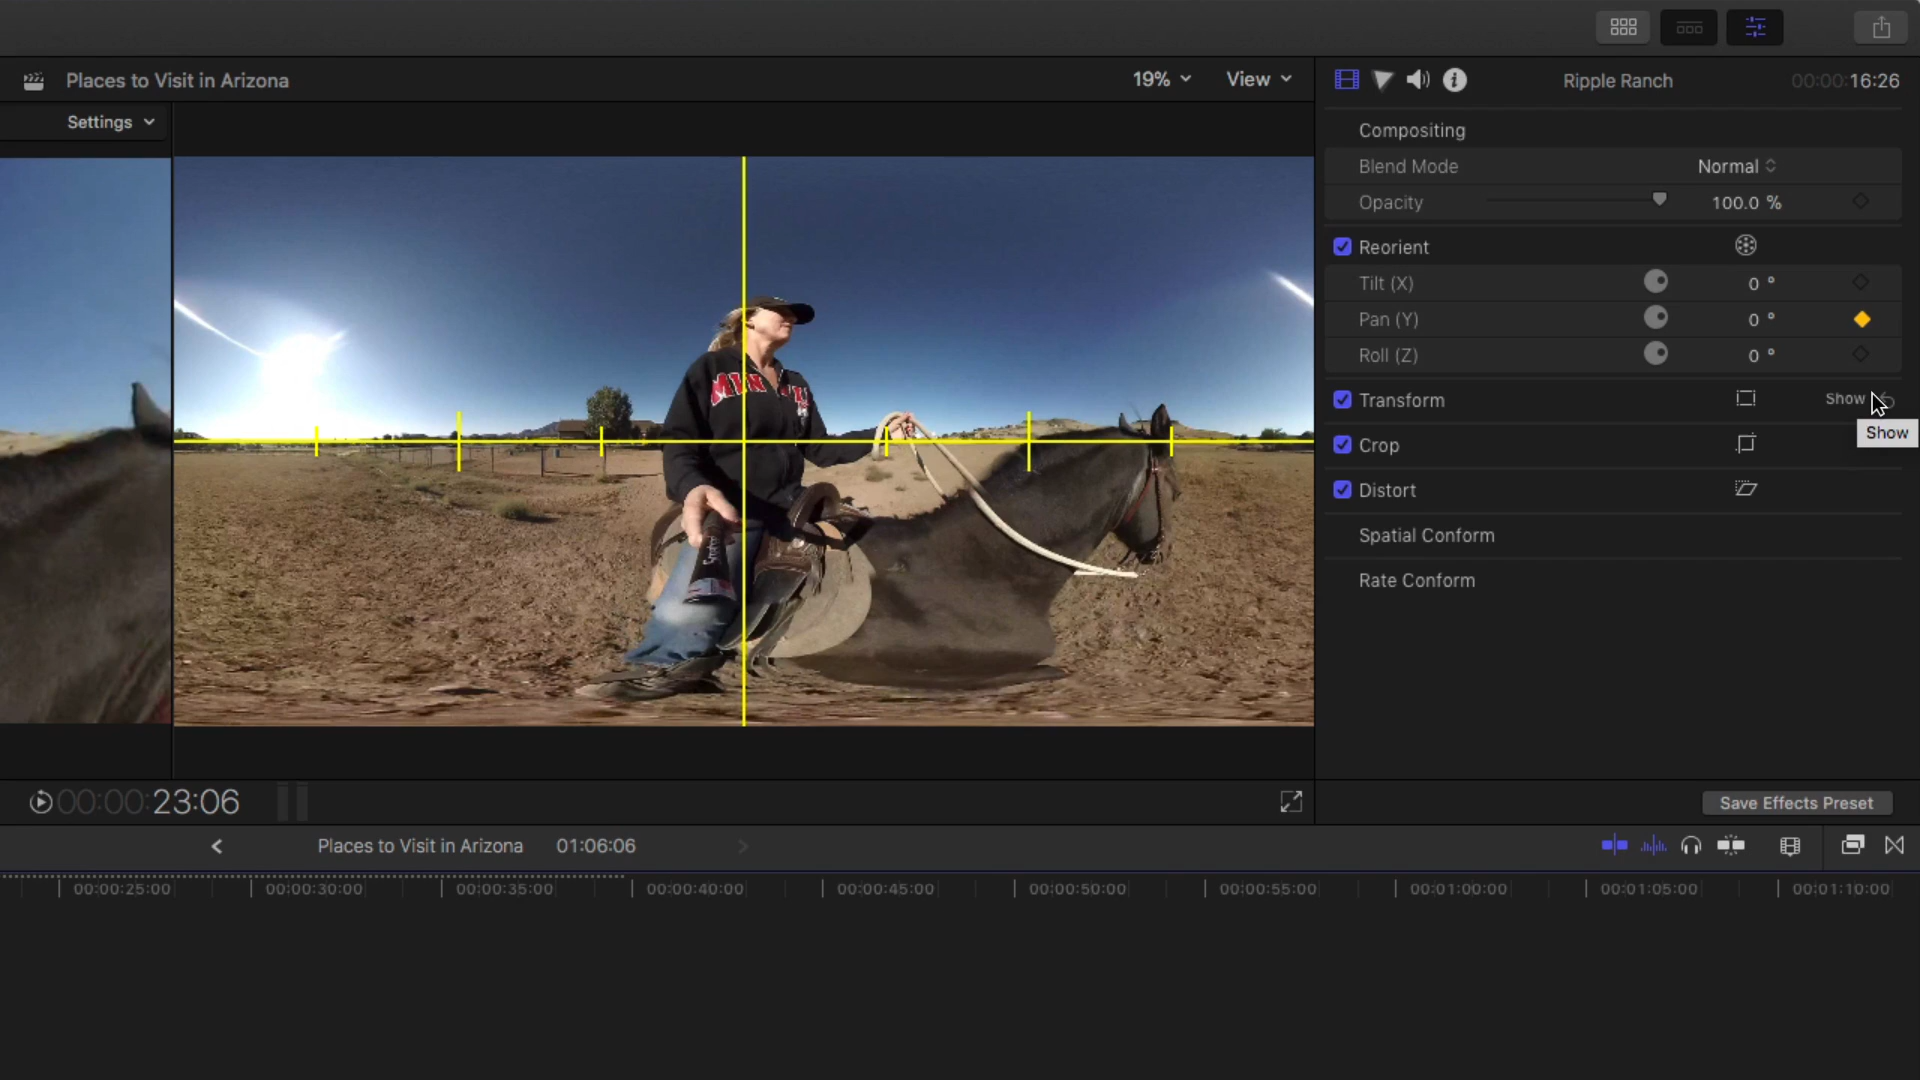 Places to Visit in Arizona
19%
View
Ripple Ranch
00:00:16:26
Settings
Compositing
Blend Mode
Normal
Opacity
100.0 %
Reorient
Tilt (X)
0 °
Pan (Y)
0 °
Roll (Z)
0 °
Transform
Show
Show
Crop
Distort
Spatial Conform
Rate Conform
00:00:23:06
Save Effects Preset
Places to Visit in Arizona
01:06:06
00:00:25:00
00:00:30:00
00:00:35:00
00:00:40:00
00:00:45:00
00:00:50:00
00:00:55:00
00:01:00:00
00:01:05:00
00:01:10:00